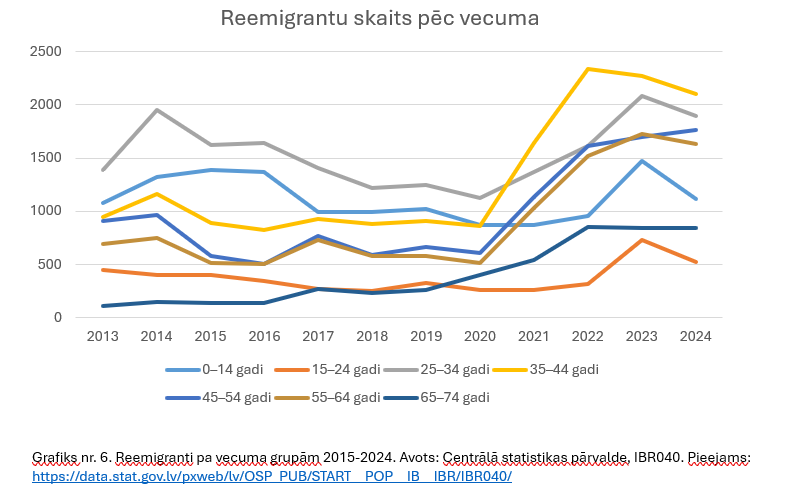 Reemigrantu skaits pēc vecuma
2500
2000
1500
1000
500
0
2013 2014 2015 2016 2017 2018 2019 2020 2021 2022 2023 2024
0–14 gadi 15–24 gadi 25–34 gadi 35–44 gadi
45–54 gadi 55–64 gadi 65–74 gadi
Grafiks nr. 6. Reemigranti pa vecuma grupām 2015-2024. Avots: Centrālā statistikas pārvalde, IBR040. Pieejams:
https://data.stat.gov.lv/pxweb/lv/OSP_PUB/START__POP__IB__IBR/IBR040/